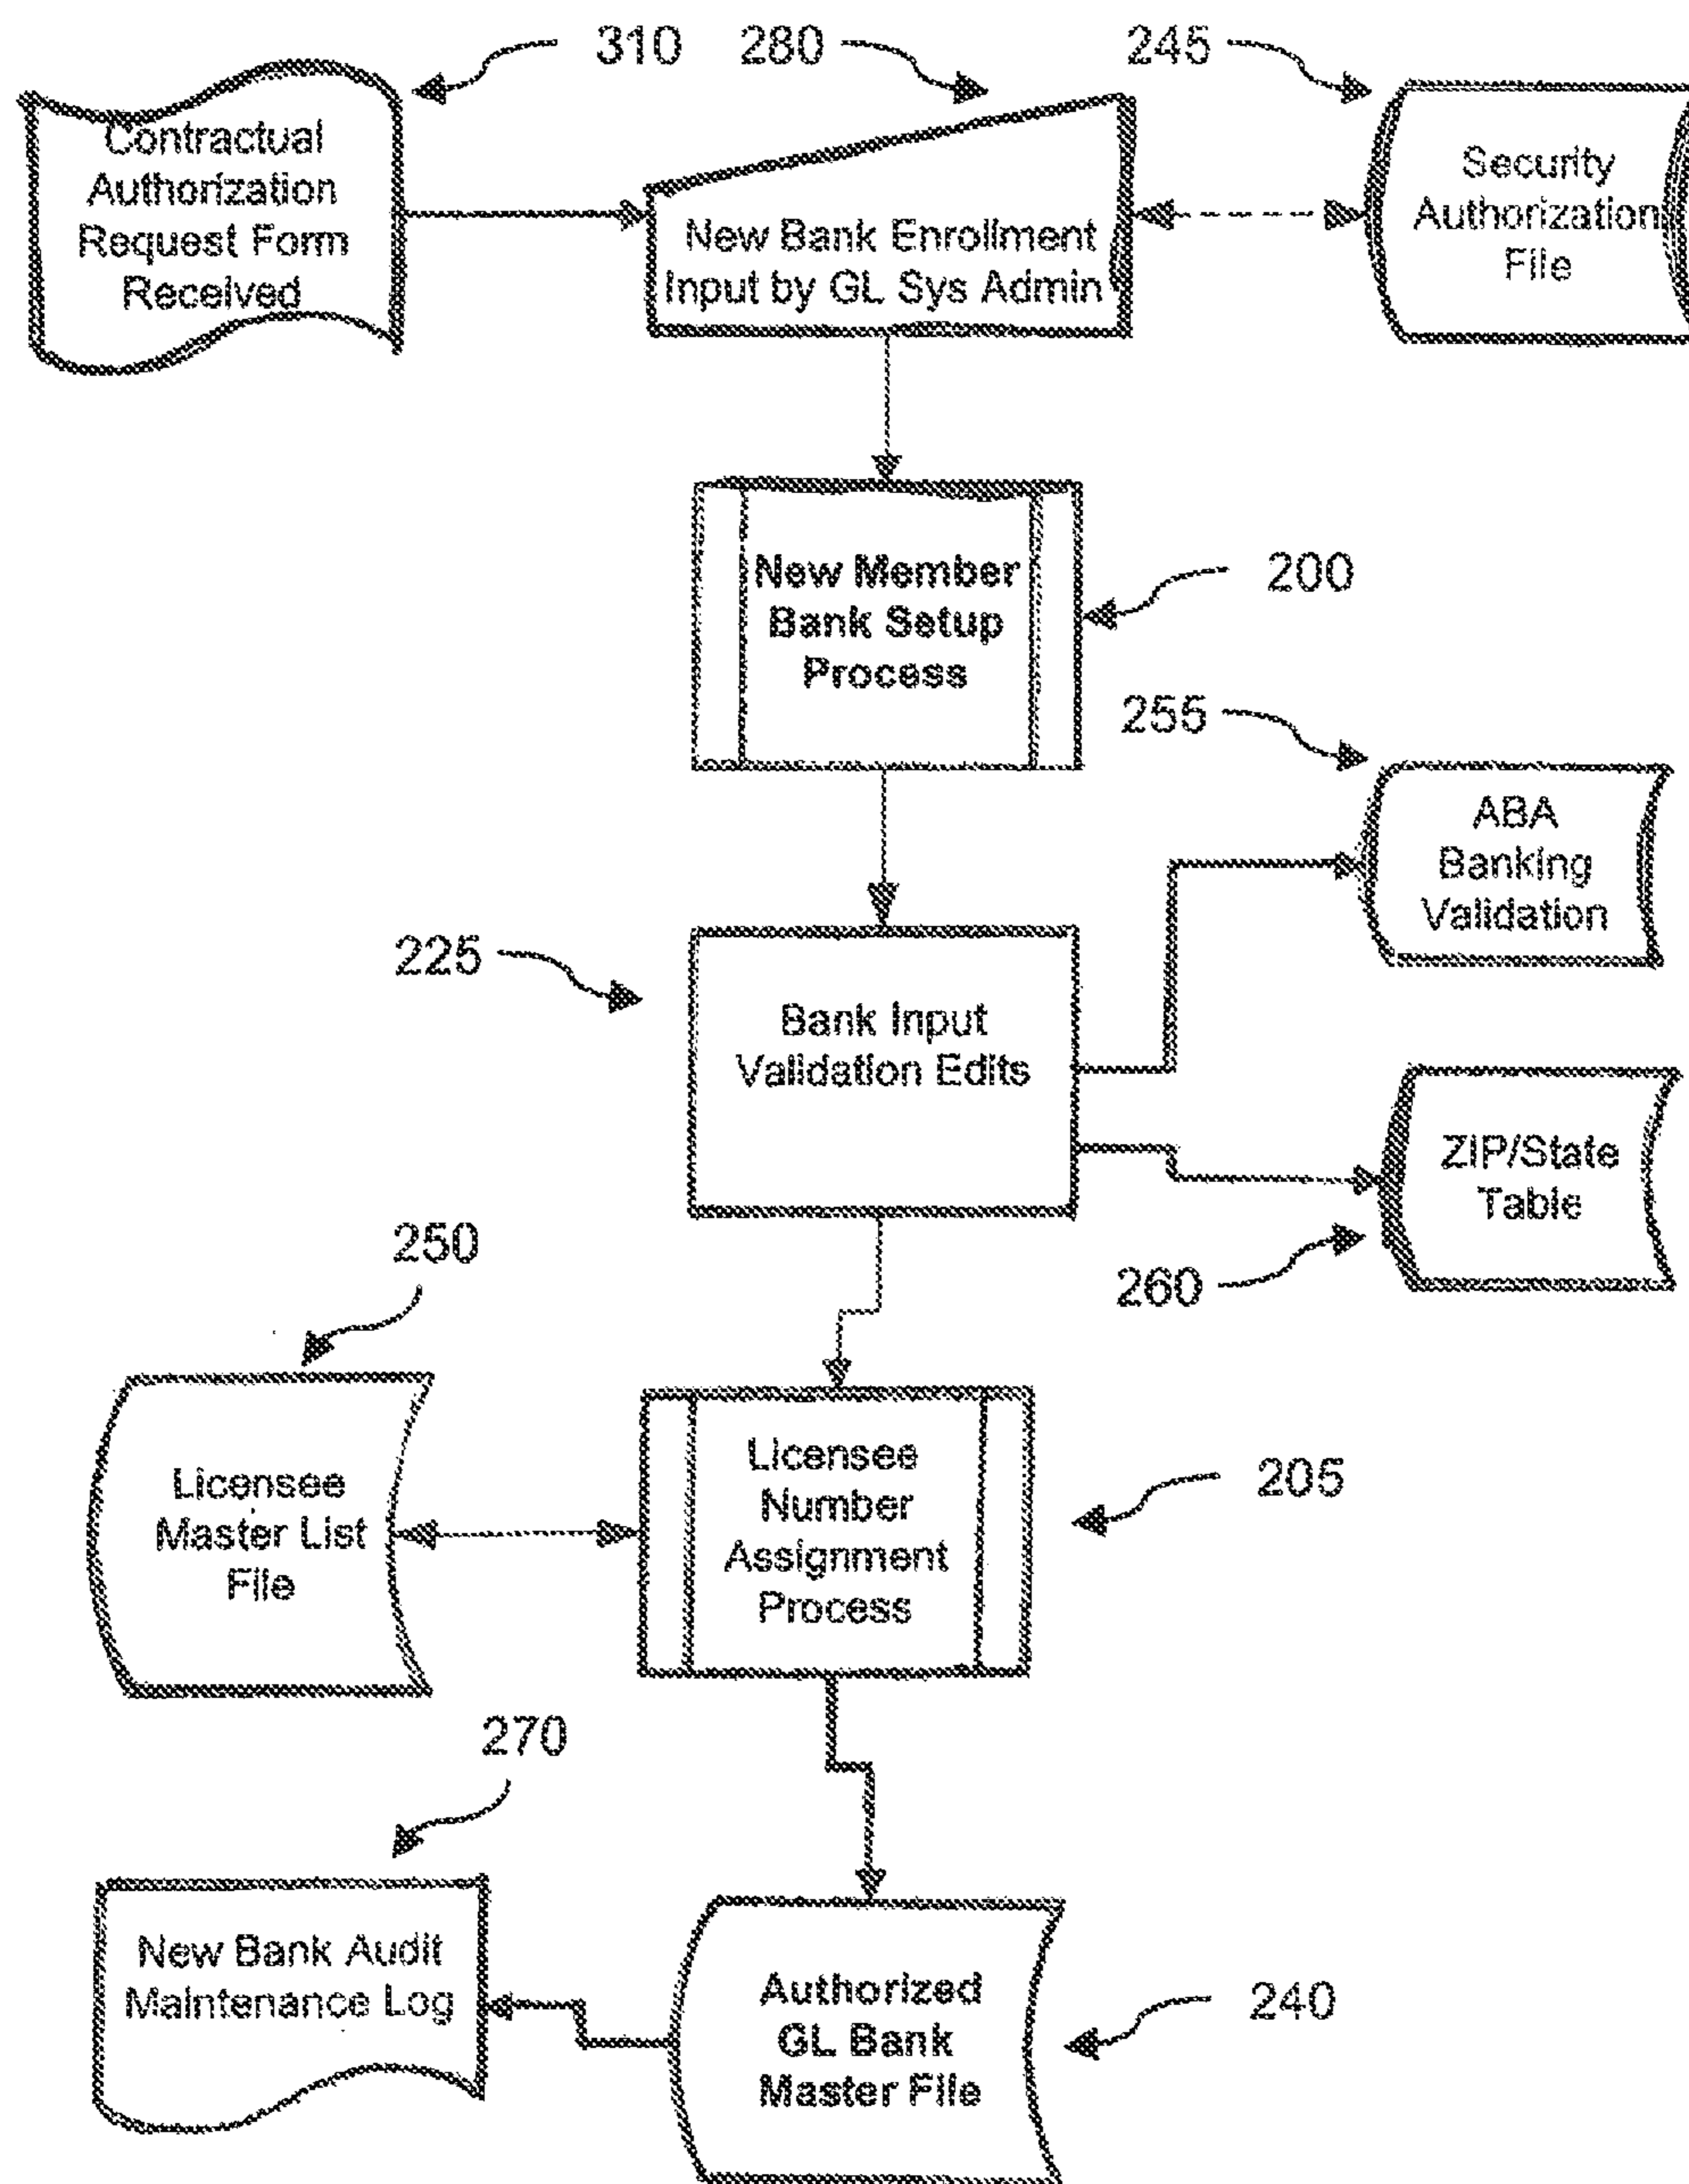 310
280
245
Contractual
Authorization
Request Form
Received
New Bank Enrollment
Input by GL Sys Admin
Security
Authorization
File
New Member
Bank Setup
Process
200
255
ABA
Banking
Validation
225
Bank Input
Validation Edits
ZIP/State
Table
260
250
Licensee
Master List
File
Licensee
Number
Assignment
Process
205
270
New Bank Audit
Maintenance Log
Authorized
GL Bank
Master File
240